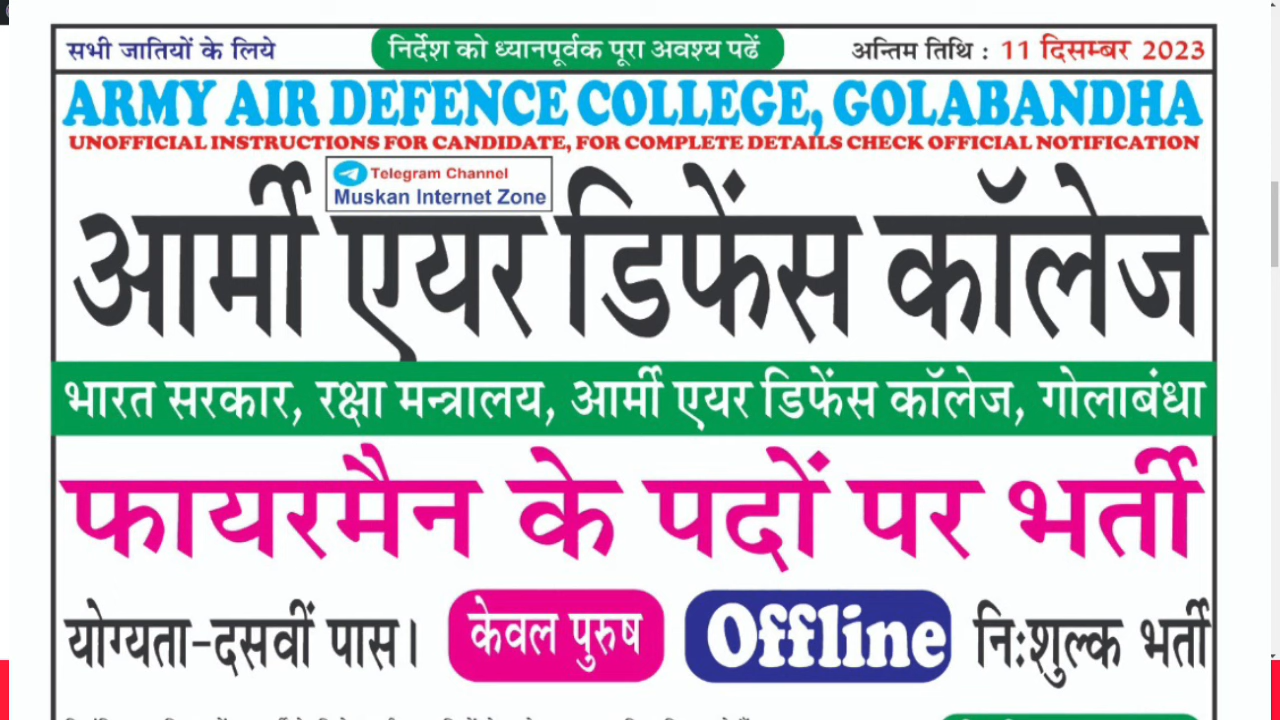 सभी जातियों के लिये निर्देश को ध्यानपूर्वक पूरा अवश्य पढें अन्तिम तिथि : 11 दिसम्बर 2023
ARMY AIR DEFENCE COLLEGE, GOLABANDHA
UNOFFICIAL INSTRUCTIONS FOR CANDIDATE, FOR COMPLETE DETAILS CHECK OFFICIAL NOTIFICATION
Telegram Channel
Muskan Internet Zone
आर्मी एयर डिफेंस कॉलेज
भारत सरकार, रक्षा मन्त्रालय, आर्मी एयर डिफेंस कॉलेज, गोलाबंधा
फायरमैन के पदों पर भर्ती
योग्यता-दसवीं पास। केवल पुरुष Offline नि:शुल्क भर्ती